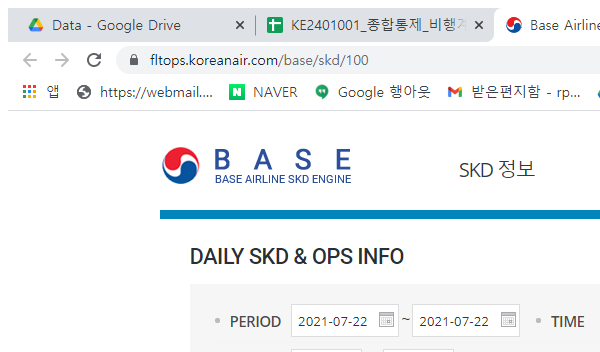 Data - Google Drive
KE2401001_종합통제_비행
Base Airline
fltops.koreanair.com/base/skd/100
앱
https://webmail....
NAVER
Google 행아웃
받은편지함 - rp...
BASE
BASE AIRLINE SKD ENGINE
SKD 정보
DAILY SKD & OPS INFO
PERIOD 2021-07-22 ~ 2021-07-22 TIME